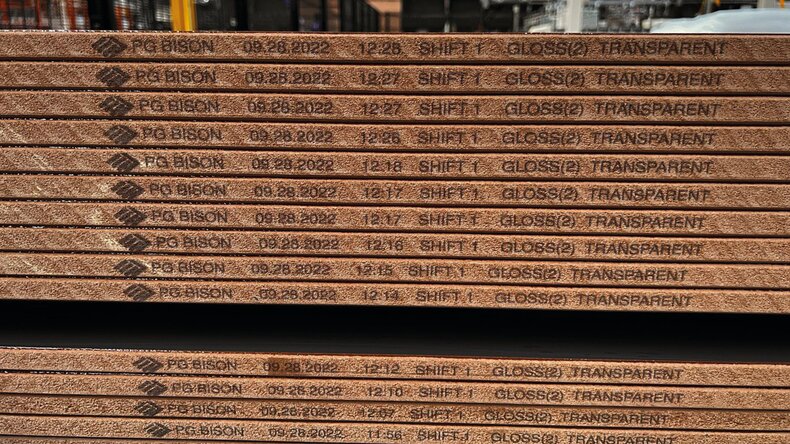 PG BISON 09.28.2022 12:28 SHIFT 1 GLOSS(2) TRANSPARENT
PG BISON 09.28.2022 12:27 SHIFT 1 GLOSS(2) TRANSPARENT
PG BISON 09.28.2022 12:27 SHIFT 1 GLOSS(2) TRANSPARENT
PG BISON 09.28.2022 12:26 SHIFT 1 GLOSS(2) TRANSPARENT
PG BISON 09.28.2022 12:18 SHIFT 1 GLOSS(2) TRANSPARENT
PG BISON 09.28.2022 12:17 SHIFT 1 GLOSS(2) TRANSPARENT
PG BISON 09.28.2022 12:17 SHIFT 1 GLOSS(2) TRANSPARENT
PG BISON 09.28.2022 12:16 SHIFT 1 GLOSS(2) TRANSPARENT
PG BISON 09.28.2022 12:15 SHIFT 1 GLOSS(2) TRANSPARENT
PG BISON 09.28.2022 12:14 SHIFT 1 GLOSS(2) TRANSPARENT
PG BISON 09.28.2022 12:12 SHIFT 1 GLOSS(2) TRANSPARENT
PG BISON 09.28.2022 12:10 SHIFT 1 GLOSS(2) TRANSPARENT
PG BISON 09.28.2022 12:07 SHIFT 1 GLOSS(2) TRANSPARENT
PG BISON 09.28.2022 11:56 SHIFT 1 GLOSS(2) TRANSPARENT